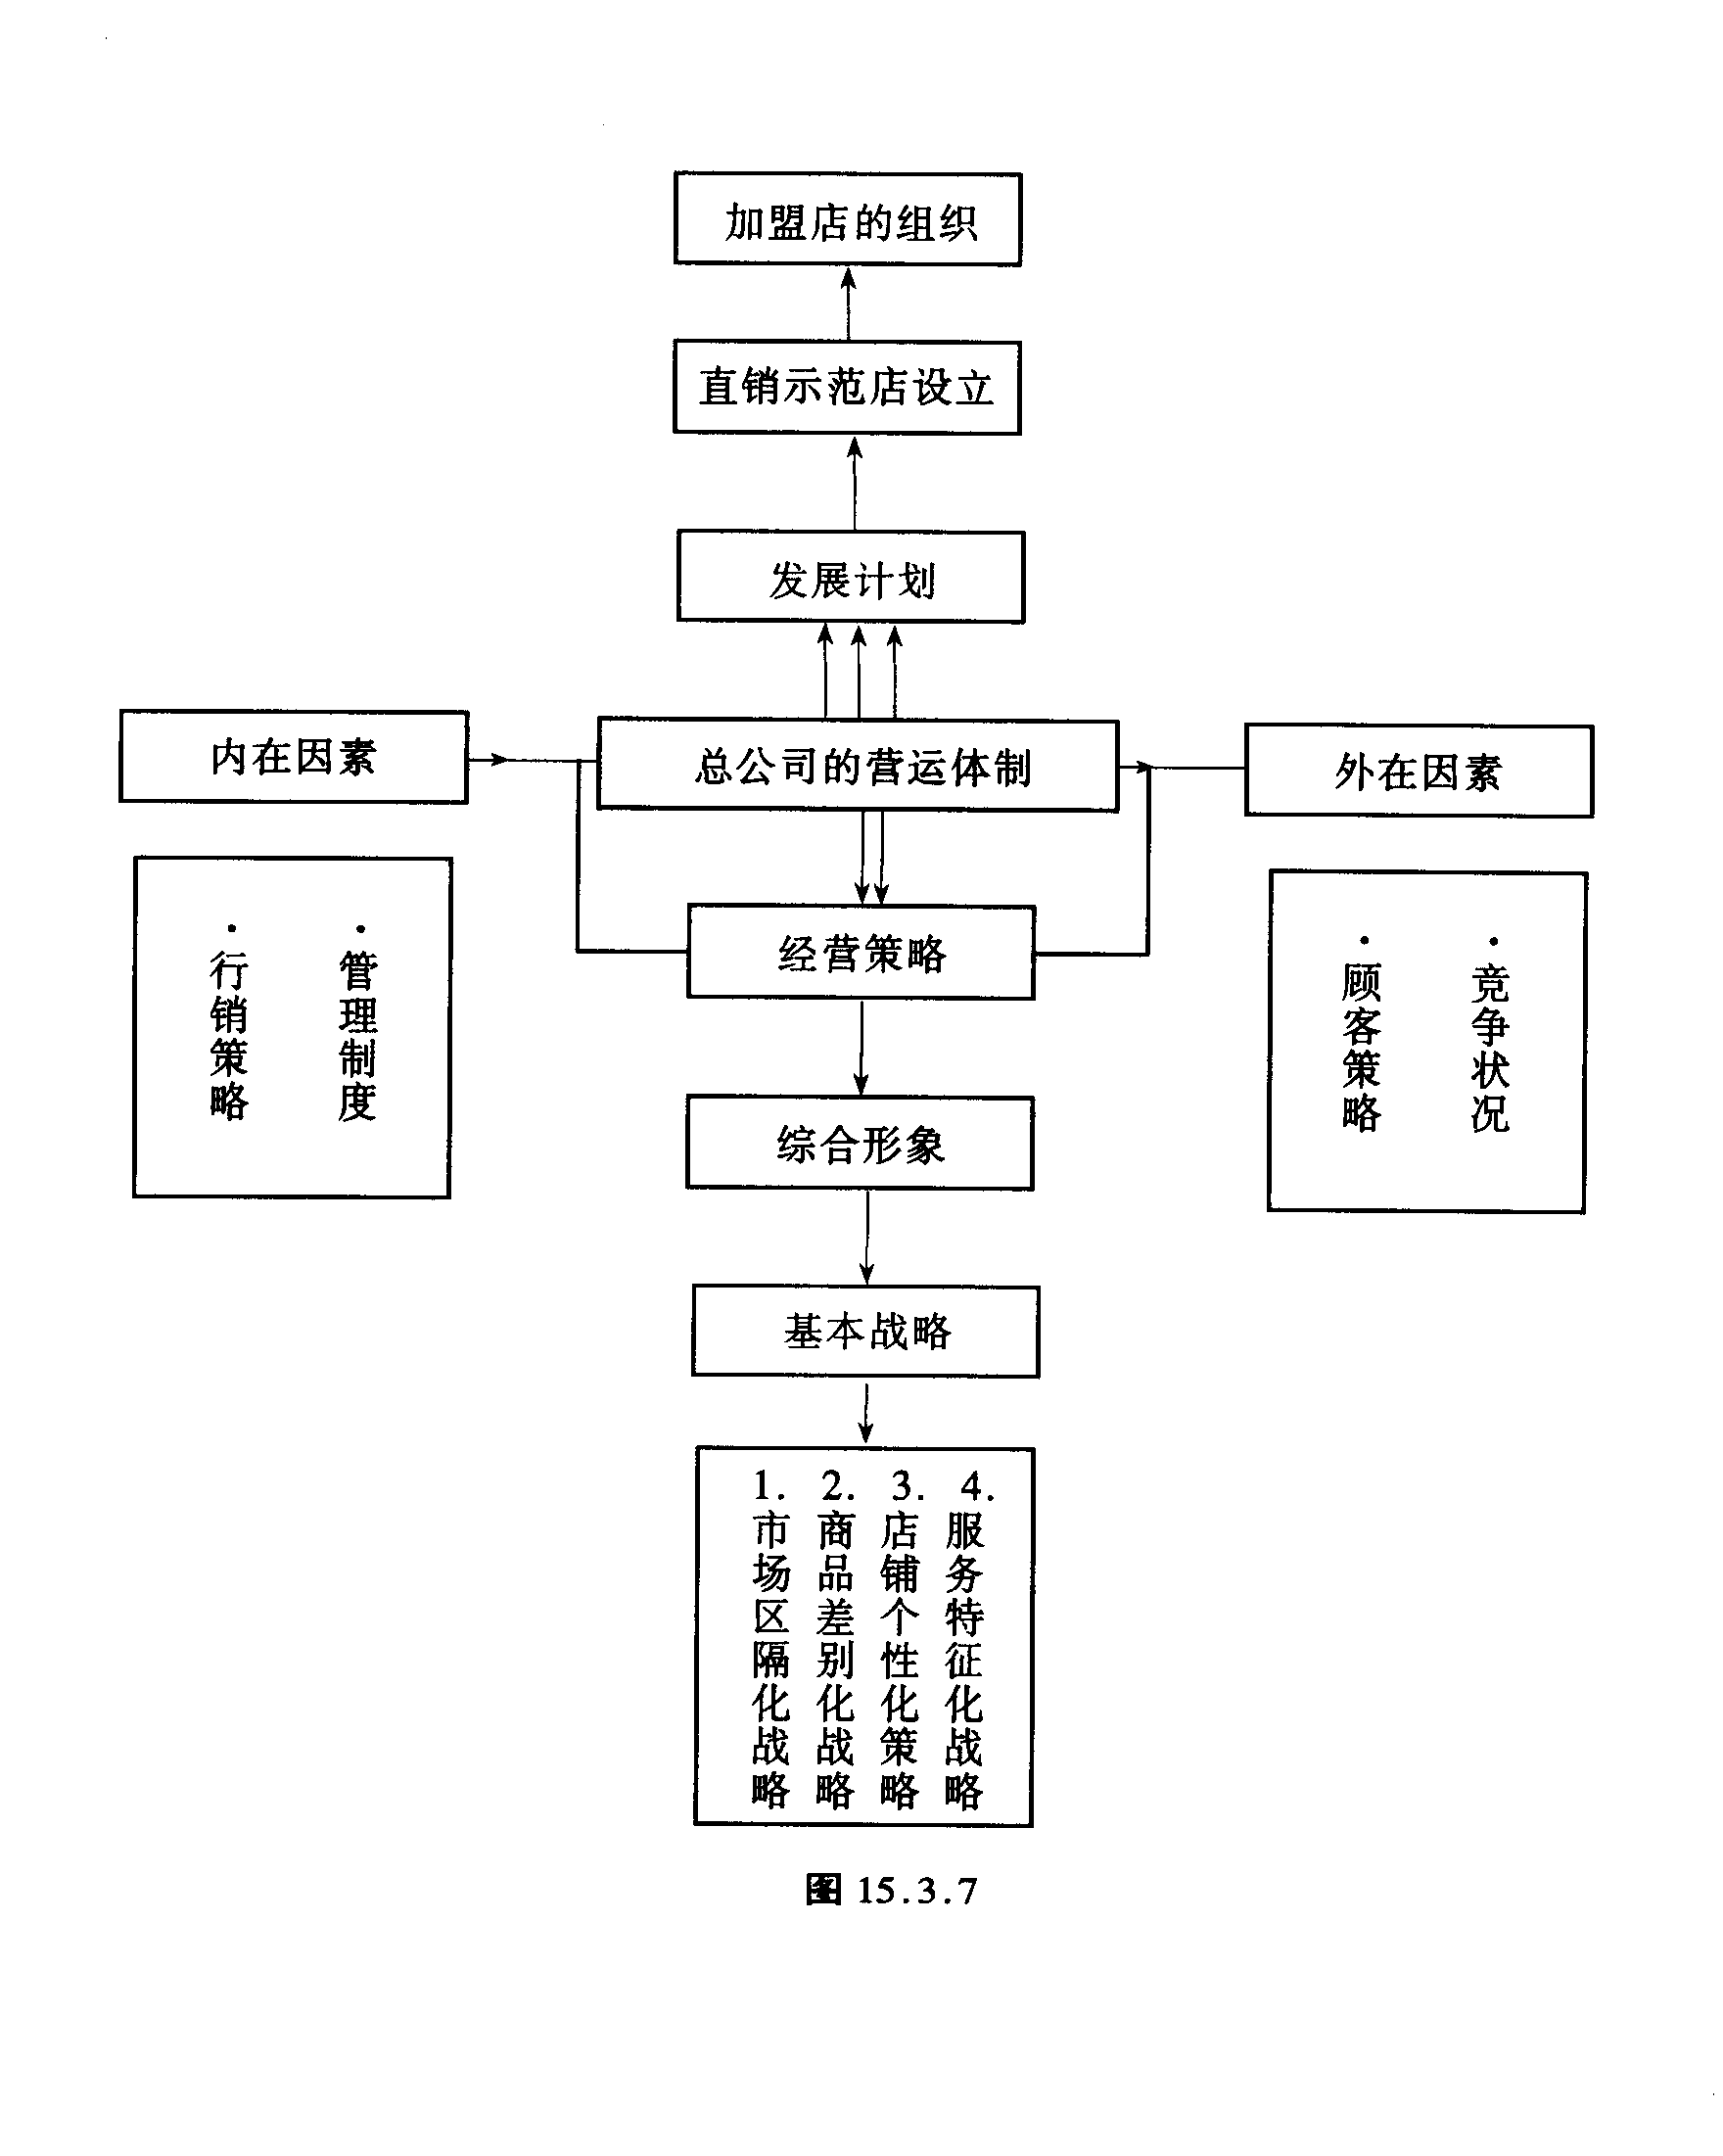 加盟店的组织
直销示范店设立
发展计划
内在因素
总公司的营运体制
外在因素
·行销策略
·管理制度
经营策略
·顾客策略
·竞争状况
综合形象
基本战略
1.市场区隔化战略
2.商品差别化战略
3.店铺个性化策略
4.服务特征化战略
图 15.3.7